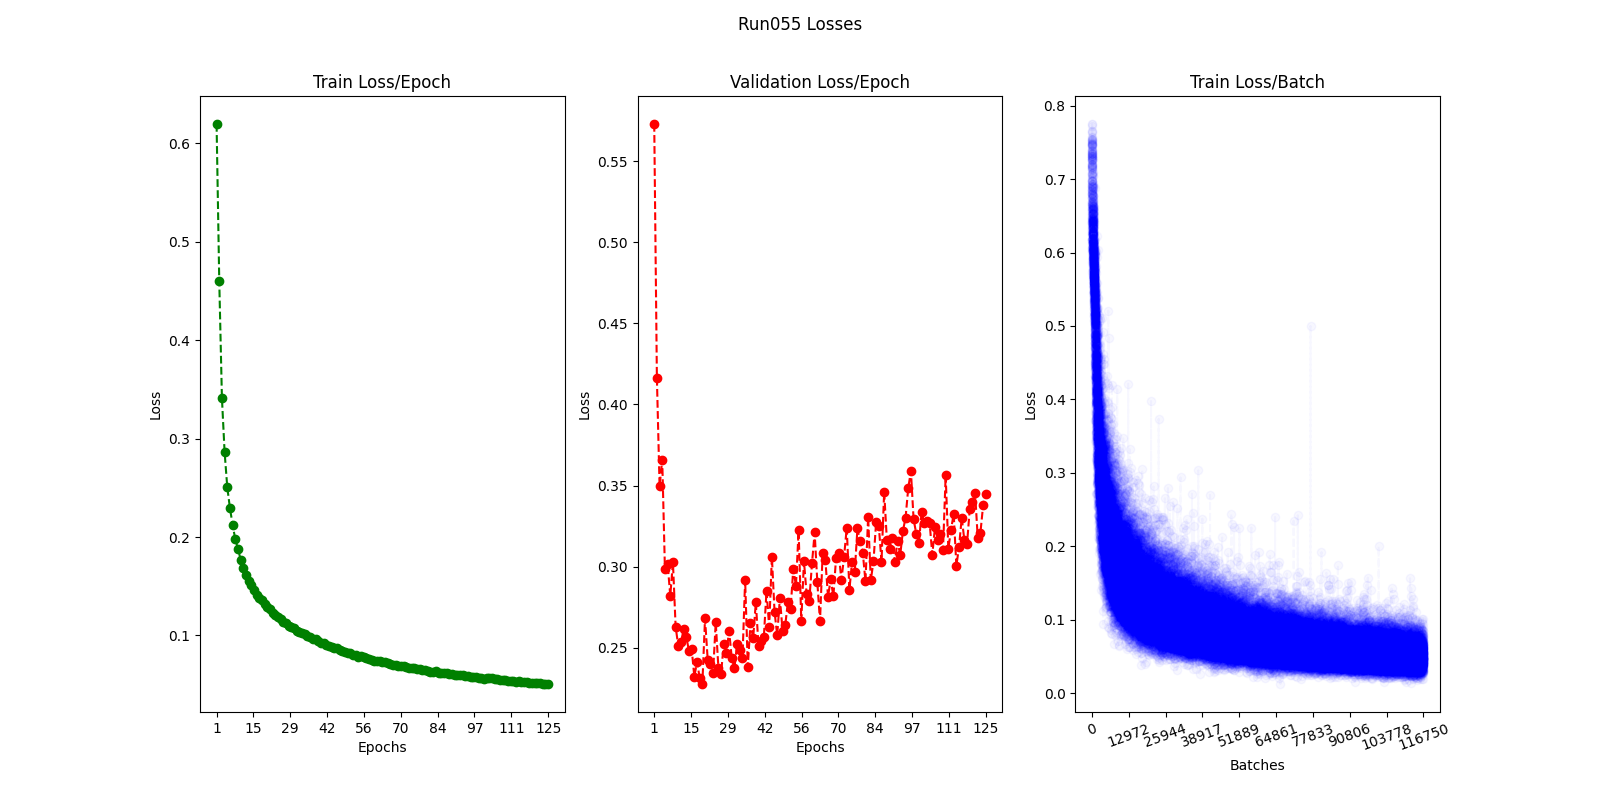 Run055 Losses
Train Loss/Epoch
Loss
0.6
0.5
0.4
0.3
0.2
0.1
1 15 29 42 56 70 84 97 111 125
Epochs
Validation Loss/Epoch
Loss
0.55
0.50
0.45
0.40
0.35
0.30
0.25
1 15 29 42 56 70 84 97 111 125
Epochs
Train Loss/Batch
Loss
0.8
0.7
0.6
0.5
0.4
0.3
0.2
0.1
0.0
0 12972 25944 38917 51889 64861 77833 90806 103778 116750
Batches